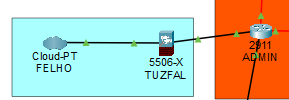 Cloud-PT
FELHO
5506-X
TUZFAL
2911
ADMIN